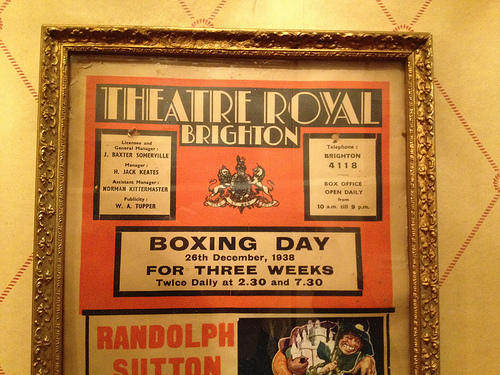 THEATRE ROYAL
BRIGHTON
Licensee and
General Manager:
J. BAXTER SOMERVILLE
Manager:
H. JACK KEATES
Assistant Manager:
NORMAN KITTERMASTER
Publicity:
W. A. TUPPER
Telephone:
BRIGHTON
4118
BOX OFFICE
OPEN DAILY
from
10 a.m. till 9 p.m.
BOXING DAY
26th December, 1938
FOR THREE WEEKS
Twice Daily at 2.30 and 7.30
RANDOLPH
SUTTON